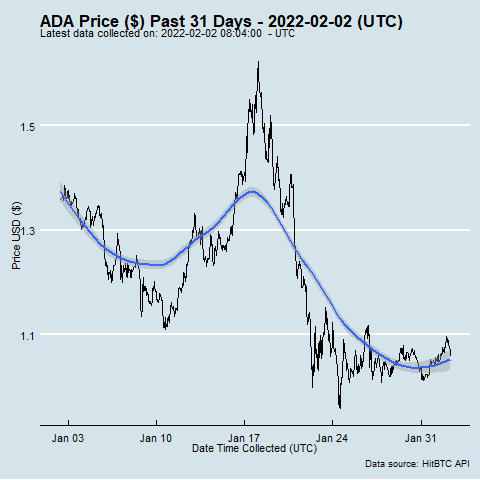 ADA Price ($) Past 31 Days - 2022-02-02 (UTC)
Latest data collected on: 2022-02-02 08:04:00 - UTC
1.5
1.3
1.1
Price USD ($)
Jan 03 Jan 10 Jan 17 Jan 24 Jan 31
Date Time Collected (UTC)
Data source: HitBTC API